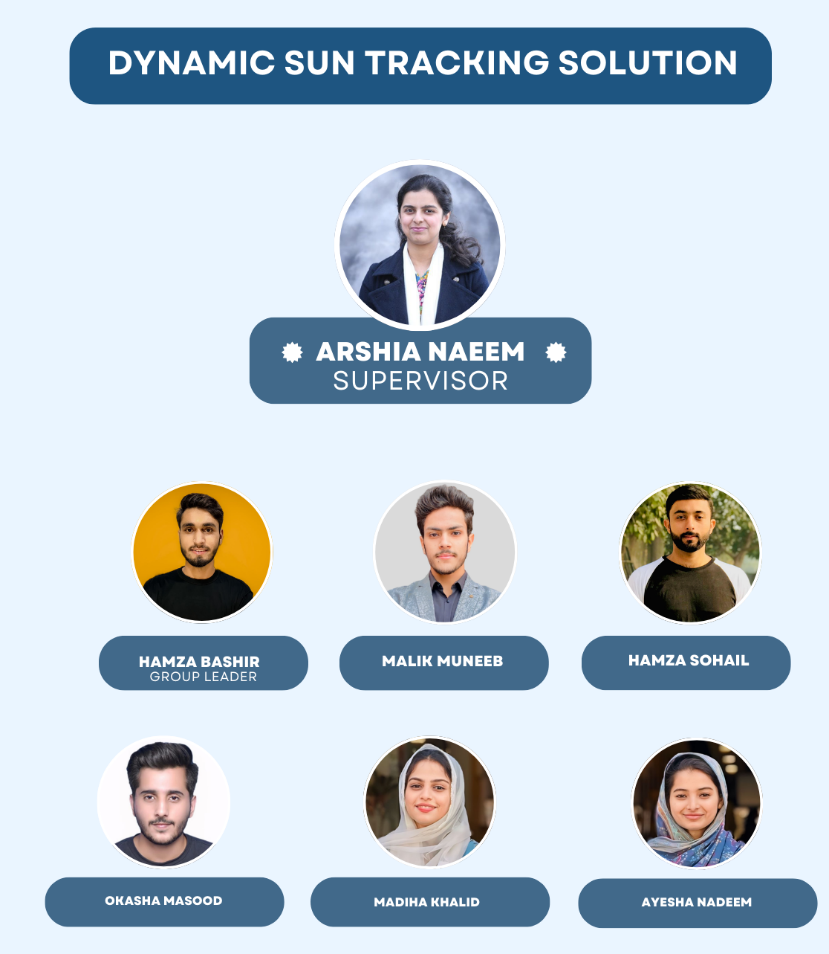 DYNAMIC SUN TRACKING SOLUTION
ARSHIA NAEEM
SUPERVISOR
HAMZA BASHIR
GROUP LEADER
MALIK MUNEEB
HAMZA SOHAIL
OKASHA MASOOD
MADIHA KHALID
AYESHA NADEEM